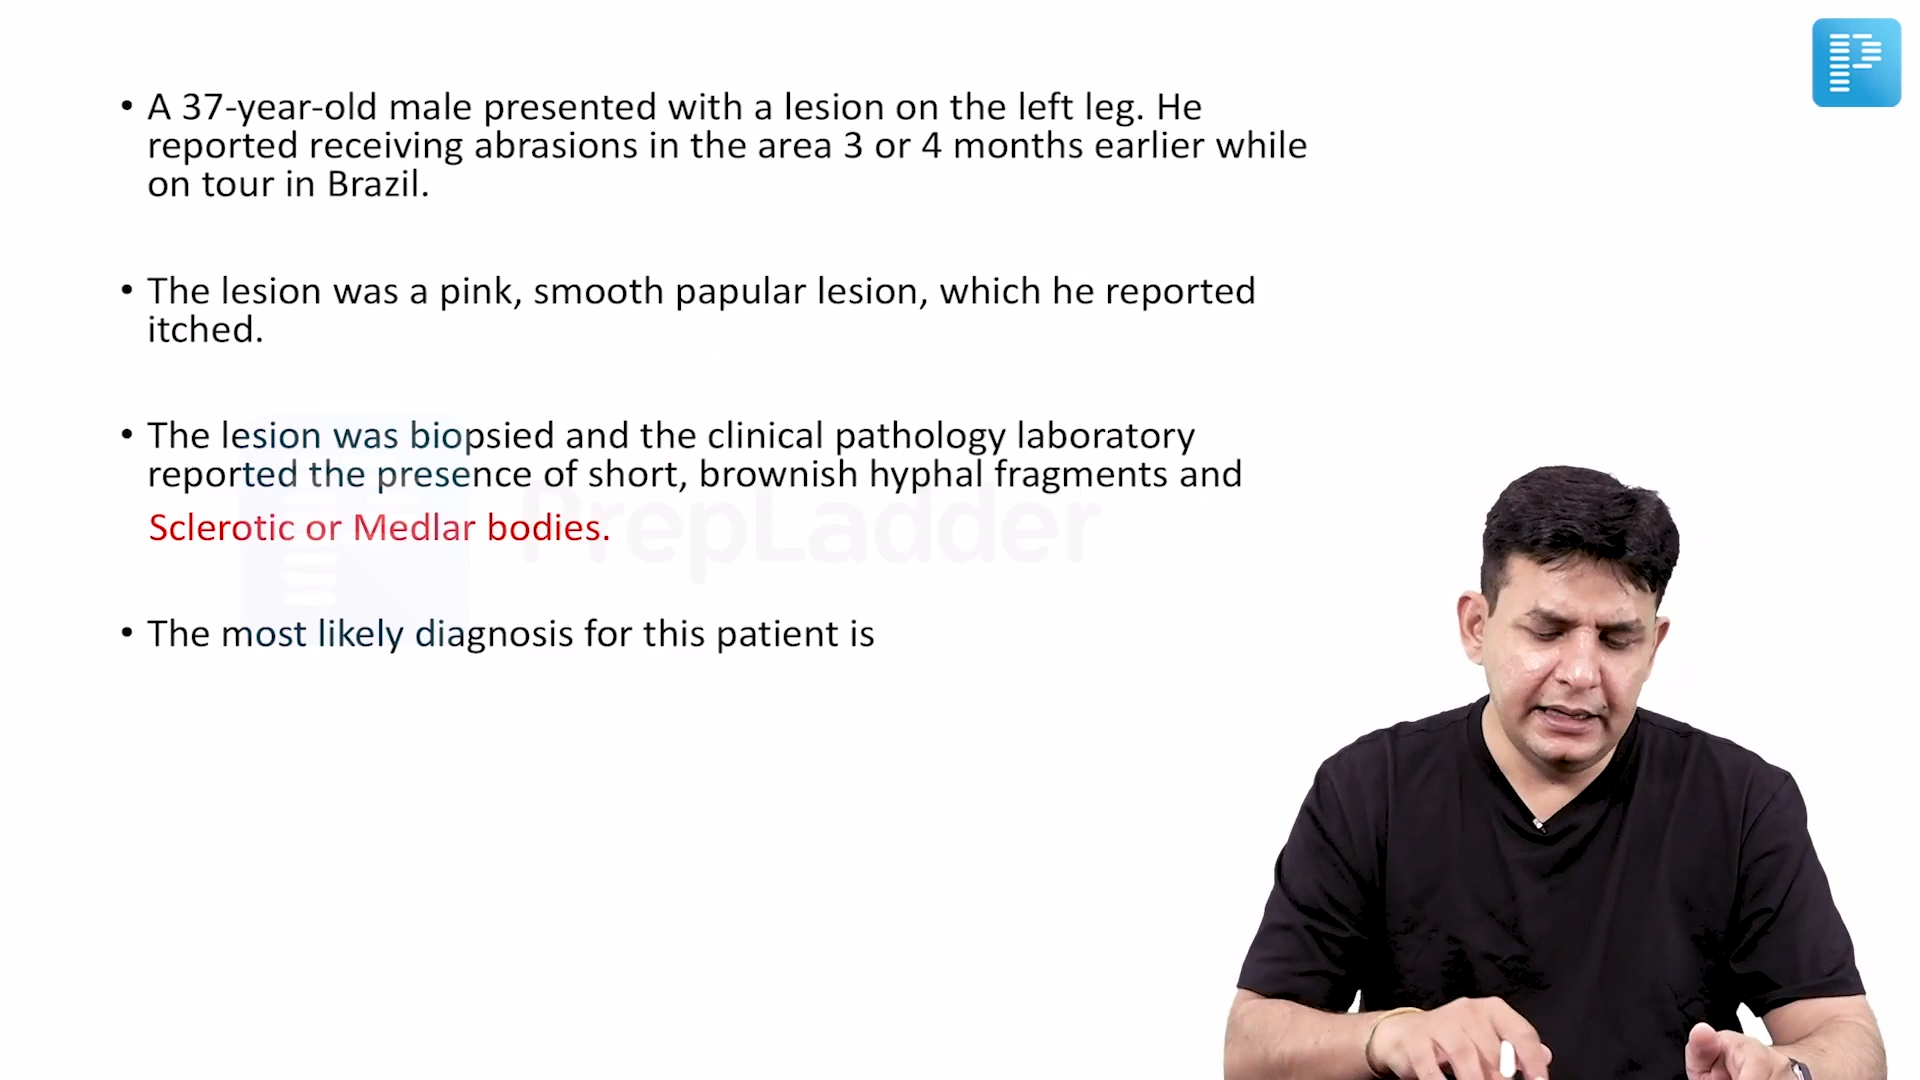 • A 37-year-old male presented with a lesion on the left leg. He
reported receiving abrasions in the area 3 or 4 months earlier while
on tour in Brazil.
• The lesion was a pink, smooth papular lesion, which he reported
itched.
• The lesion was biopsied and the clinical pathology laboratory
reported the presence of short, brownish hyphal fragments and
Sclerotic or Medlar bodies.
PrepLadder
• The most likely diagnosis for this patient is